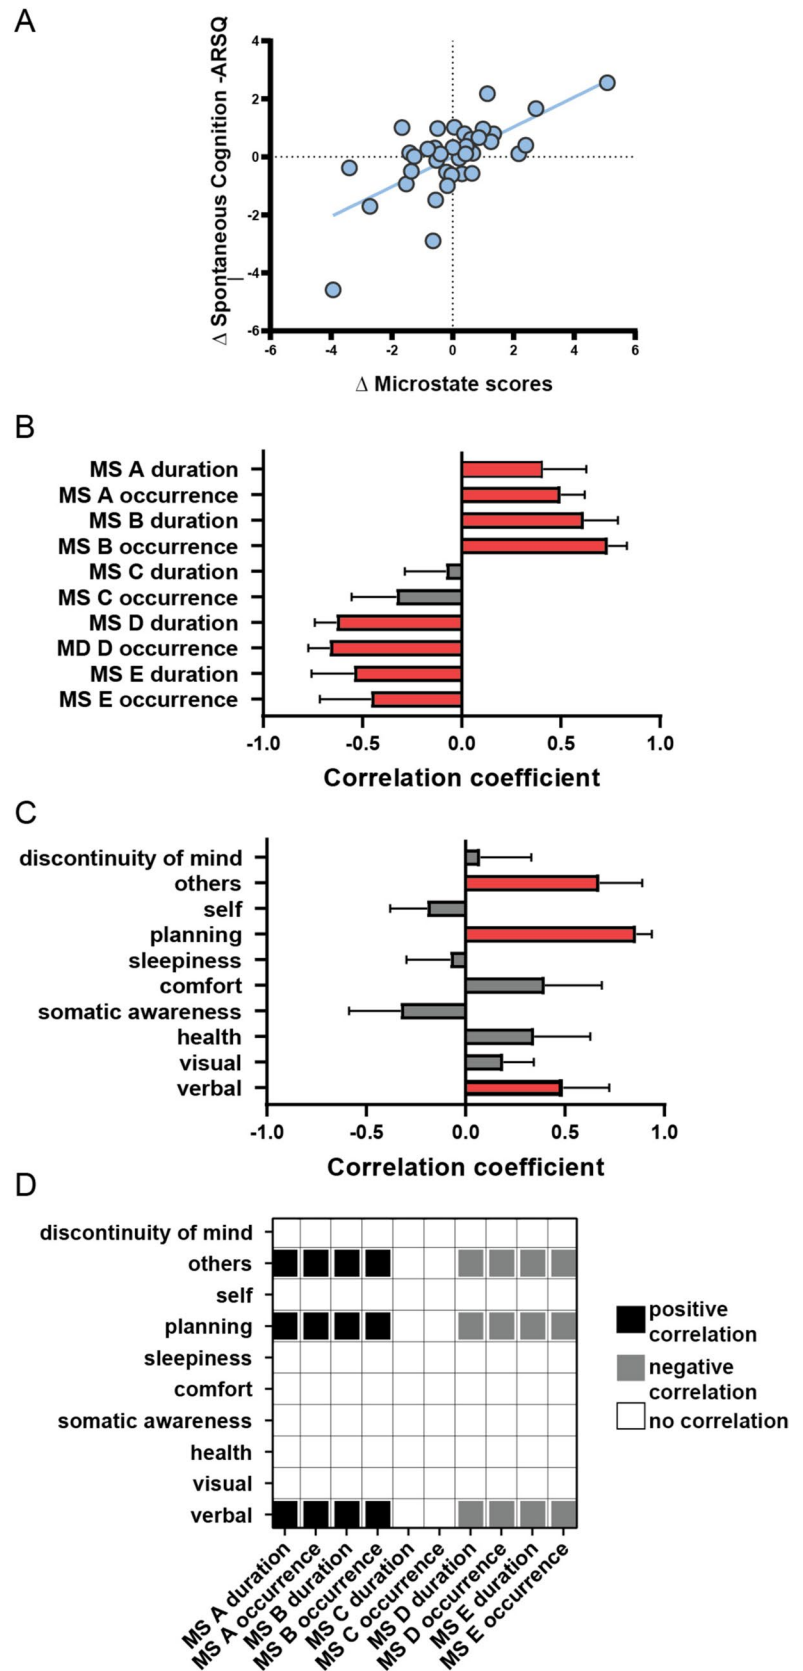 A
Δ Spontaneous Cognition -ARSQ
4
2
0
-2
-4
-6
-6
-4
-2
0
2
4
6
Δ Microstate scores
B
MS A duration
MS A occurrence
MS B duration
MS B occurrence
MS C duration
MS C occurrence
MS D duration
MD D occurrence
MS E duration
MS E occurrence
-1.0
-0.5
0.0
0.5
1.0
Correlation coefficient
C
discontinuity of mind
others
self
planning
sleepiness
comfort
somatic awareness
health
visual
verbal
-1.0
-0.5
0.0
0.5
1.0
Correlation coefficient
D
discontinuity of mind
others
self
planning
sleepiness
comfort
somatic awareness
health
visual
verbal
MS A duration
MS A occurrence
MS B duration
MS B occurrence
MS C duration
MS C occurrence
MS D duration
MS D occurrence
MS E duration
MS E occurrence
positive
correlation
negative
correlation
no correlation